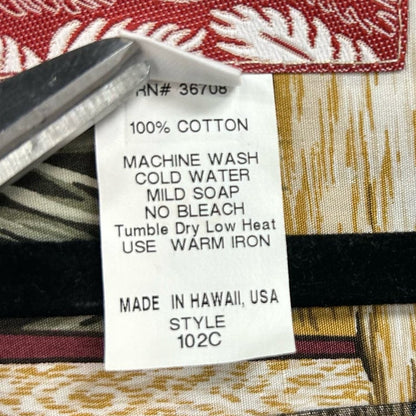 RN# 36708
100% COTTON
MACHINE WASH
COLD WATER
MILD SOAP
NO BLEACH
Tumble Dry Low Heat
USE WARM IRON
MADE IN HAWAII, USA
STYLE
102C